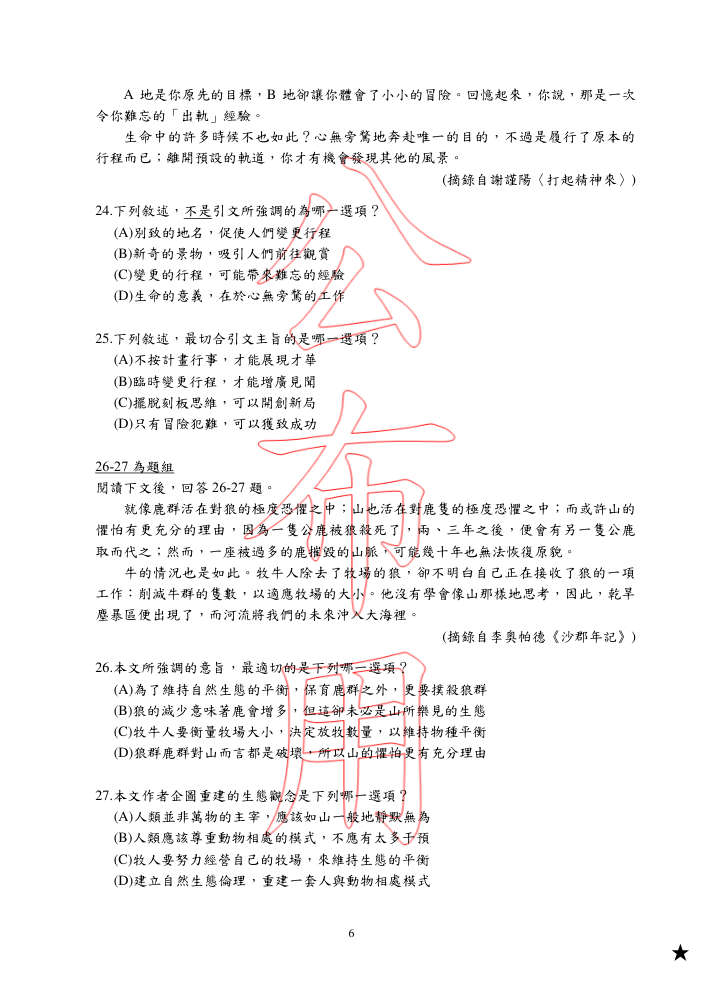 A 地是你原先的目標，B 地卻讓你體會了小小的冒險。回憶起來，你說，那是一次
令你難忘的「出軌」經驗。
生命中的許多時候不也如此？心無旁騖地奔赴唯一的目的，不過是履行了原本的
行程而已；離開預設的軌道，你才有機會發現其他的風景。
(摘錄自謝謹陽〈打起精神來〉)
24.下列敘述，不是引文所強調的為哪一選項？
(A)別致的地名，促使人們變更行程
(B)新奇的景物，吸引人們前往觀賞
(C)變更的行程，可能帶來難忘的經驗
(D)生命的意義，在於心無旁騖的工作
25.下列敘述，最切合引文主旨的是哪一選項？
(A)不按計畫行事，才能展現才華
(B)臨時變更行程，才能增廣見聞
(C)擺脫刻板思維，可以開創新局
(D)只有冒險犯難，可以獲致成功
26-27 為題組
閱讀下文後，回答 26-27 題。
就像鹿群活在對狼的極度恐懼之中；山也活在對鹿隻的極度恐懼之中；而或許山的
懼怕有更充分的理由，因為一隻公鹿被狼殺死了，兩、三年之後，便會有另一隻公鹿
取而代之；然而，一座被過多的鹿摧毀的山脈，可能幾十年也無法恢復原貌。
牛的情況也是如此。牧牛人除去了牧場的狼，卻不明白自己正在接收了狼的一項
工作：削減牛群的隻數，以適應牧場的大小。他沒有學會像山那樣地思考，因此，乾旱
塵暴區便出現了，而河流將我們的未來沖入大海裡。
(摘錄自李奧帕德《沙郡年記》)
26.本文所強調的意旨，最適切的是下列哪一選項？
(A)為了維持自然生態的平衡，保育鹿群之外，更要撲殺狼群
(B)狼的減少意味著鹿會增多，但這卻未必是山所樂見的生態
(C)牧牛人要衡量牧場大小，決定放牧數量，以維持物種平衡
(D)狼群鹿群對山而言都是破壞，所以山的懼怕更有充分理由
27.本文作者企圖重建的生態觀念是下列哪一選項？
(A)人類並非萬物的主宰，應該如山一般地靜默無為
(B)人類應該尊重動物相處的模式，不應有太多干預
(C)牧人要努力經營自己的牧場，來維持生態的平衡
(D)建立自然生態倫理，重建一套人與動物相處模式
公布用
6
★